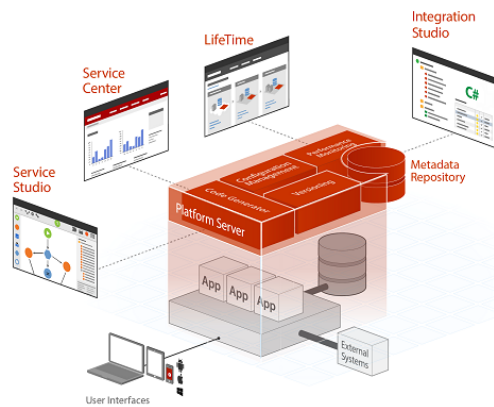 Integration
Studio
LifeTime
Service
Center
C#
Performance
Monitoring
Configuration
Management
Metadata
Repository
Service
Studio
Code Generator
Versioning
Platform Server
App
App
App
External
Systems
User Interfaces